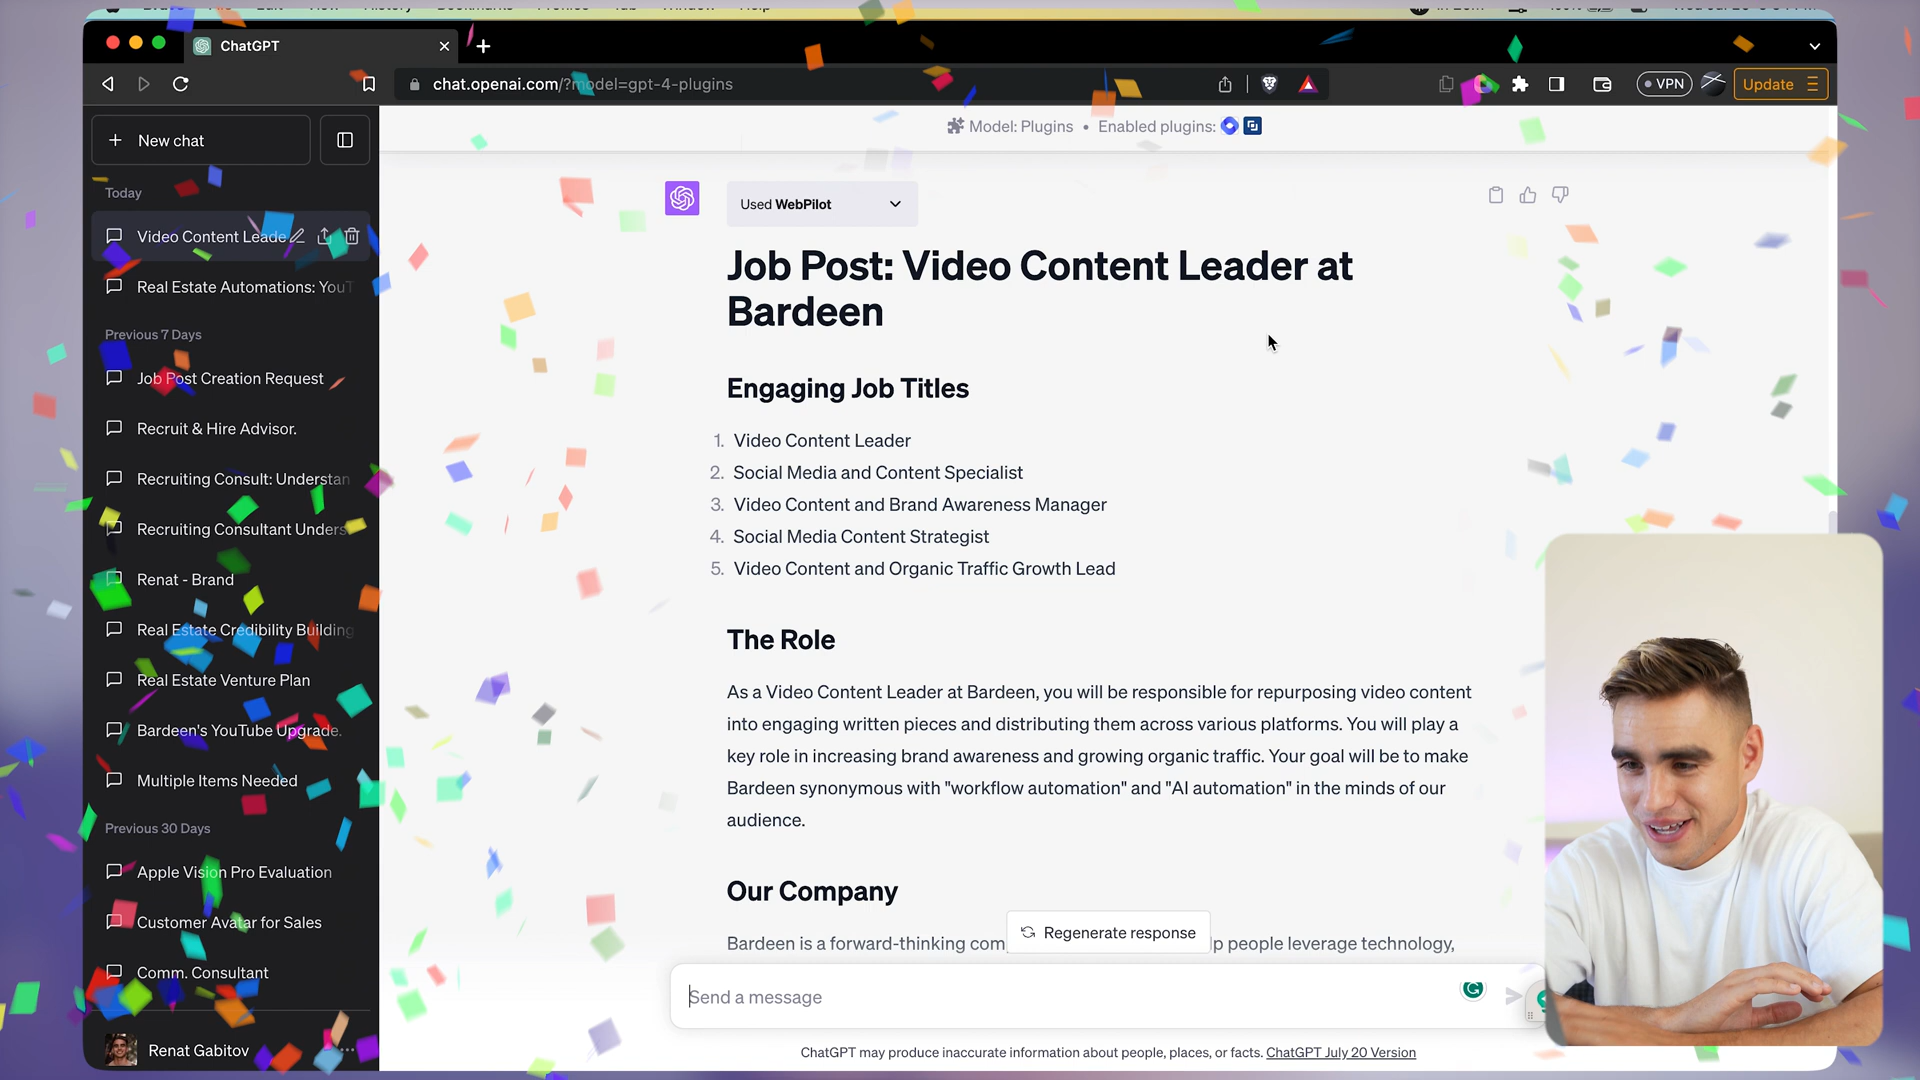 ChatGPT
chat.openai.com/?model=gpt-4-plugins
VPN
Update
New chat
Model: Plugins • Enabled plugins:
Today
Video Content Leade
Real Estate Automations: YouT
Previous 7 Days
Job Post Creation Request
Recruit & Hire Advisor.
Recruiting Consult: Understan
Recruiting Consultant Unders
Renat - Brand
Real Estate Credibility Building
Real Estate Venture Plan
Bardeen's YouTube Upgrade.
Multiple Items Needed
Previous 30 Days
Apple Vision Pro Evaluation
Customer Avatar for Sales
Comm. Consultant
Renat Gabitov
Used WebPilot
Job Post: Video Content Leader at
Bardeen
Engaging Job Titles
1. Video Content Leader
2. Social Media and Content Specialist
3. Video Content and Brand Awareness Manager
4. Social Media Content Strategist
5. Video Content and Organic Traffic Growth Lead
The Role
As a Video Content Leader at Bardeen, you will be responsible for repurposing video content
into engaging written pieces and distributing them across various platforms. You will play a
key role in increasing brand awareness and growing organic traffic. Your goal will be to make
Bardeen synonymous with "workflow automation" and "AI automation" in the minds of our
audience.
Our Company
Bardeen is a forward-thinking com
p people leverage technology,
Regenerate response
Send a message
ChatGPT may produce inaccurate information about people, places, or facts. ChatGPT July 20 Version